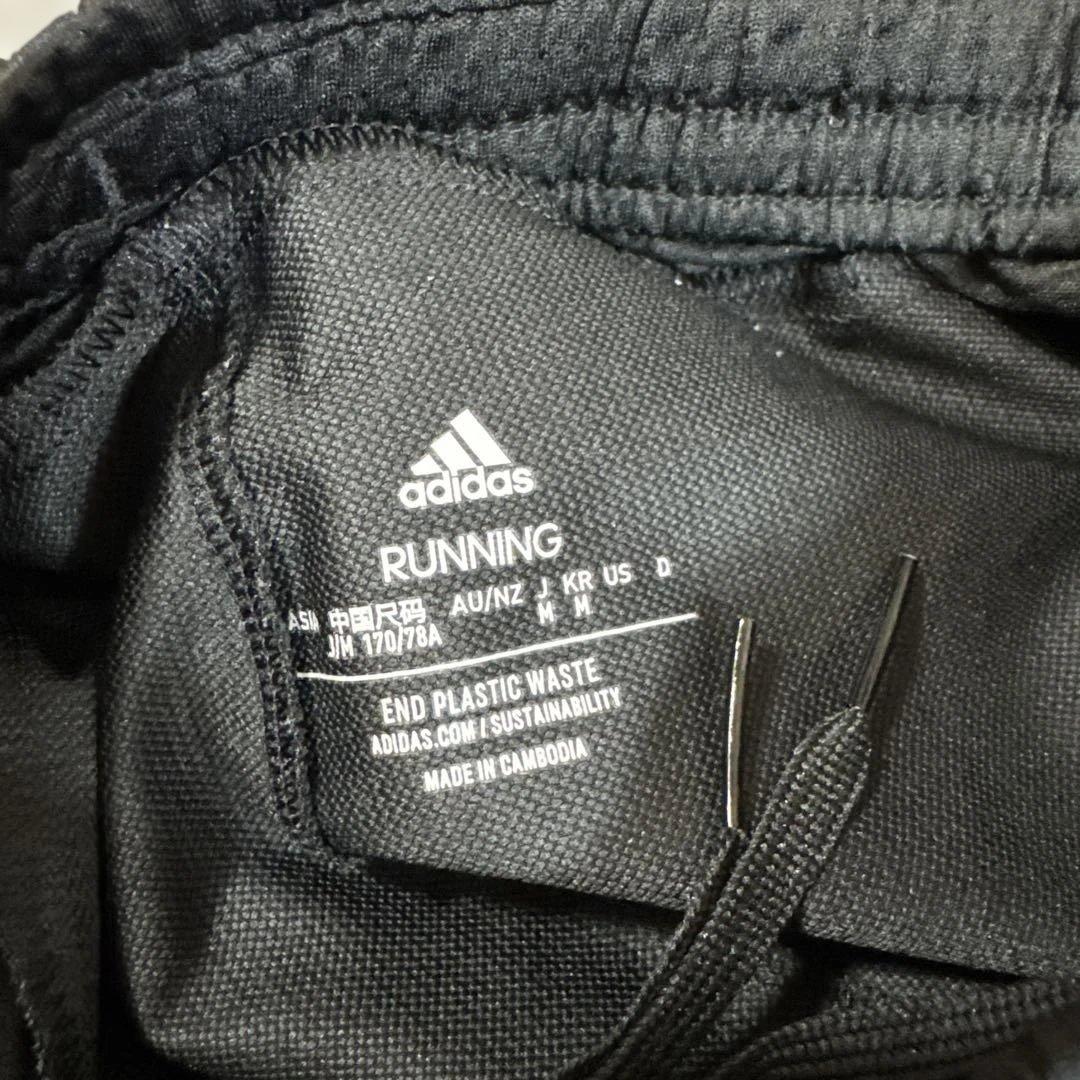 adidas
RUNNING
ASIA 中国尺码 AU/NZ J KR US D
J/M 170/78A M M
END PLASTIC WASTE
ADIDAS.COM / SUSTAINABILITY
MADE IN CAMBODIA